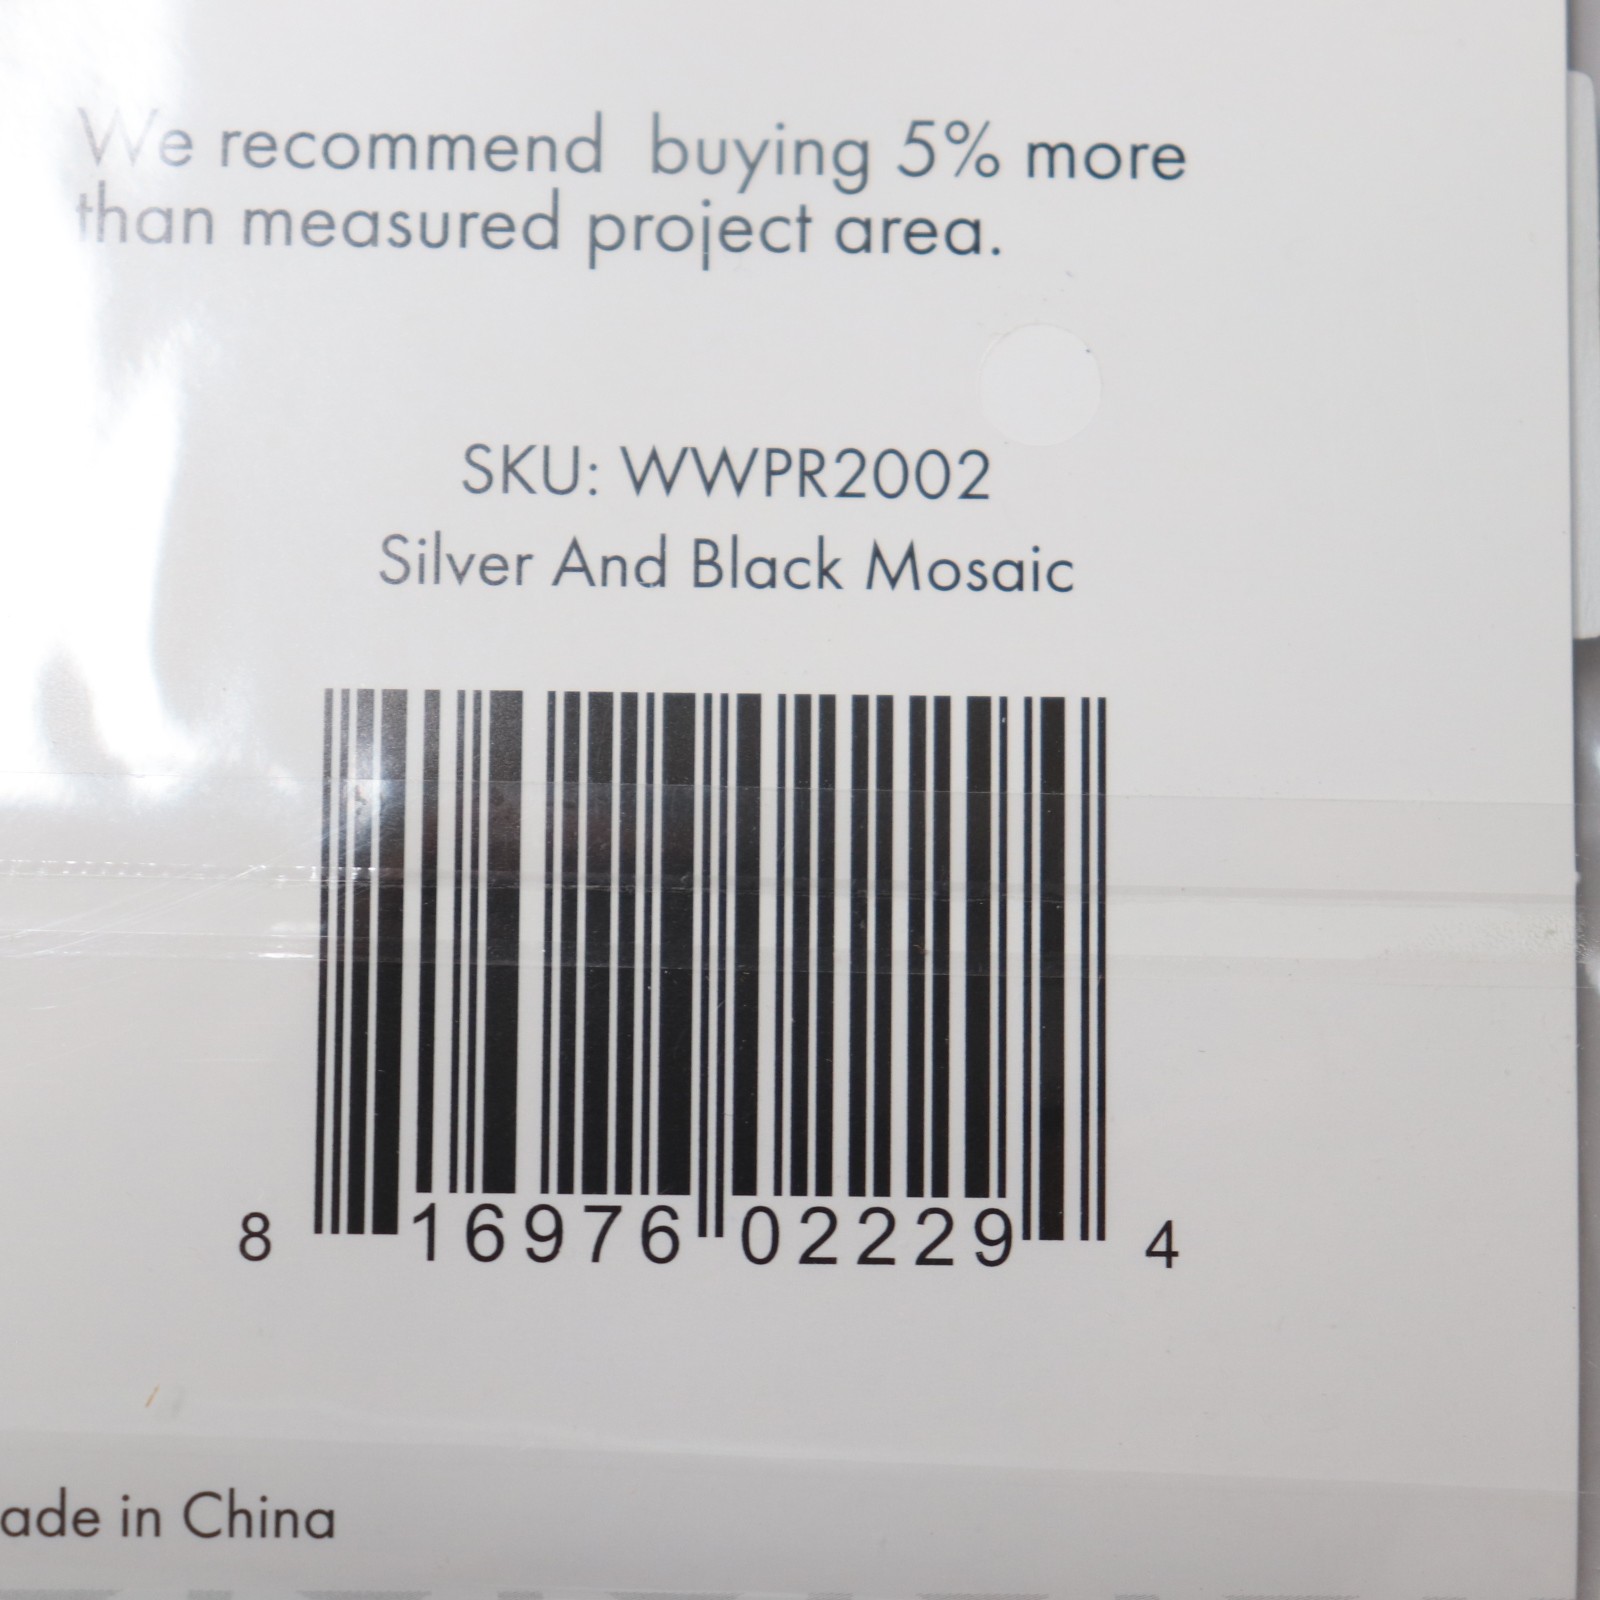 We recommend buying 5% more
than measured project area.
SKU: WWPR2002
Silver And Black Mosaic
8 16976 02229 4
ade in China